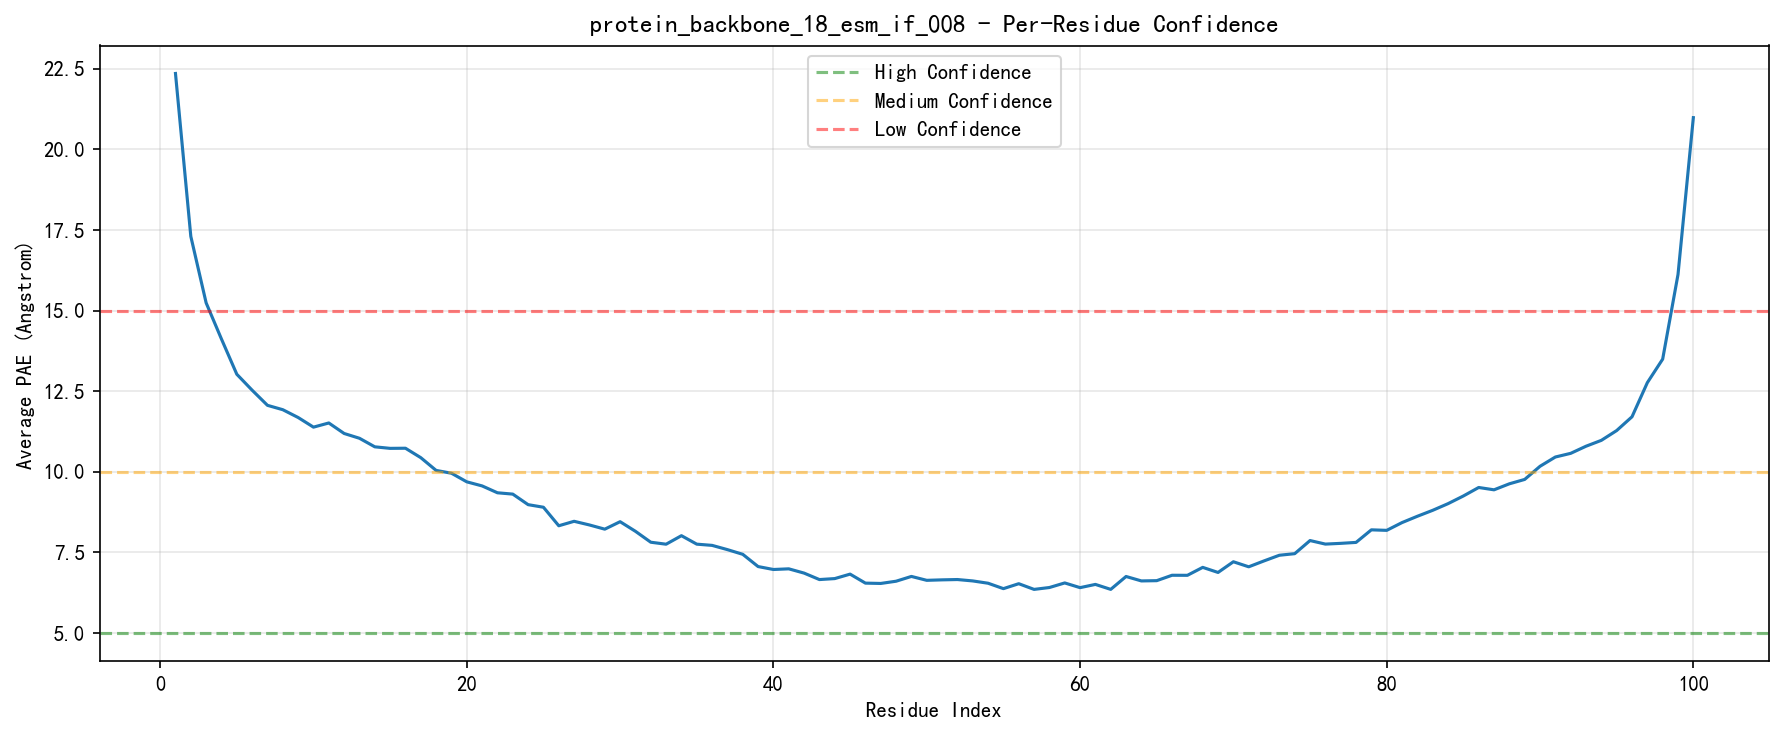 protein_backbone_18_esm_if_008 - Per-Residue Confidence
High Confidence
Medium Confidence
Low Confidence
22.5
20.0
17.5
15.0
12.5
10.0
7.5
5.0
Average PAE (Angstrom)
0 20 40 60 80 100
Residue Index